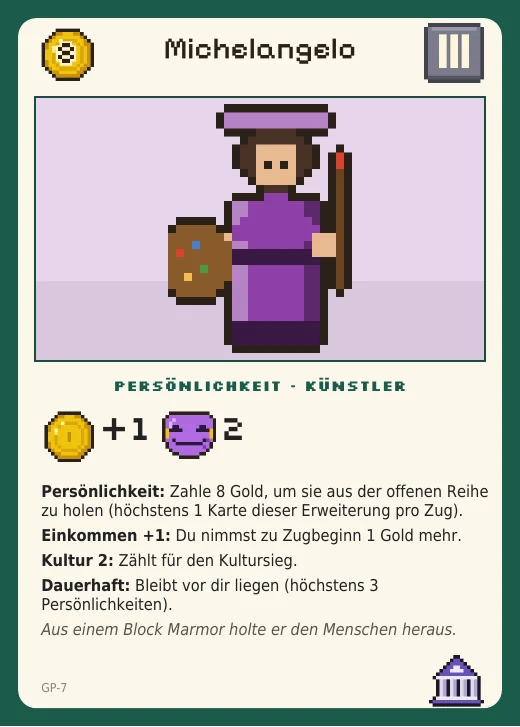 8
Michelangelo
III
PERSÖNLICHKEIT · KÜNSTLER
+1 2
Persönlichkeit: Zahle 8 Gold, um sie aus der offenen Reihe
zu holen (höchstens 1 Karte dieser Erweiterung pro Zug).
Einkommen +1: Du nimmst zu Zugbeginn 1 Gold mehr.
Kultur 2: Zählt für den Kultursieg.
Dauerhaft: Bleibt vor dir liegen (höchstens 3
Persönlichkeiten).
Aus einem Block Marmor holte er den Menschen heraus.
GP-7